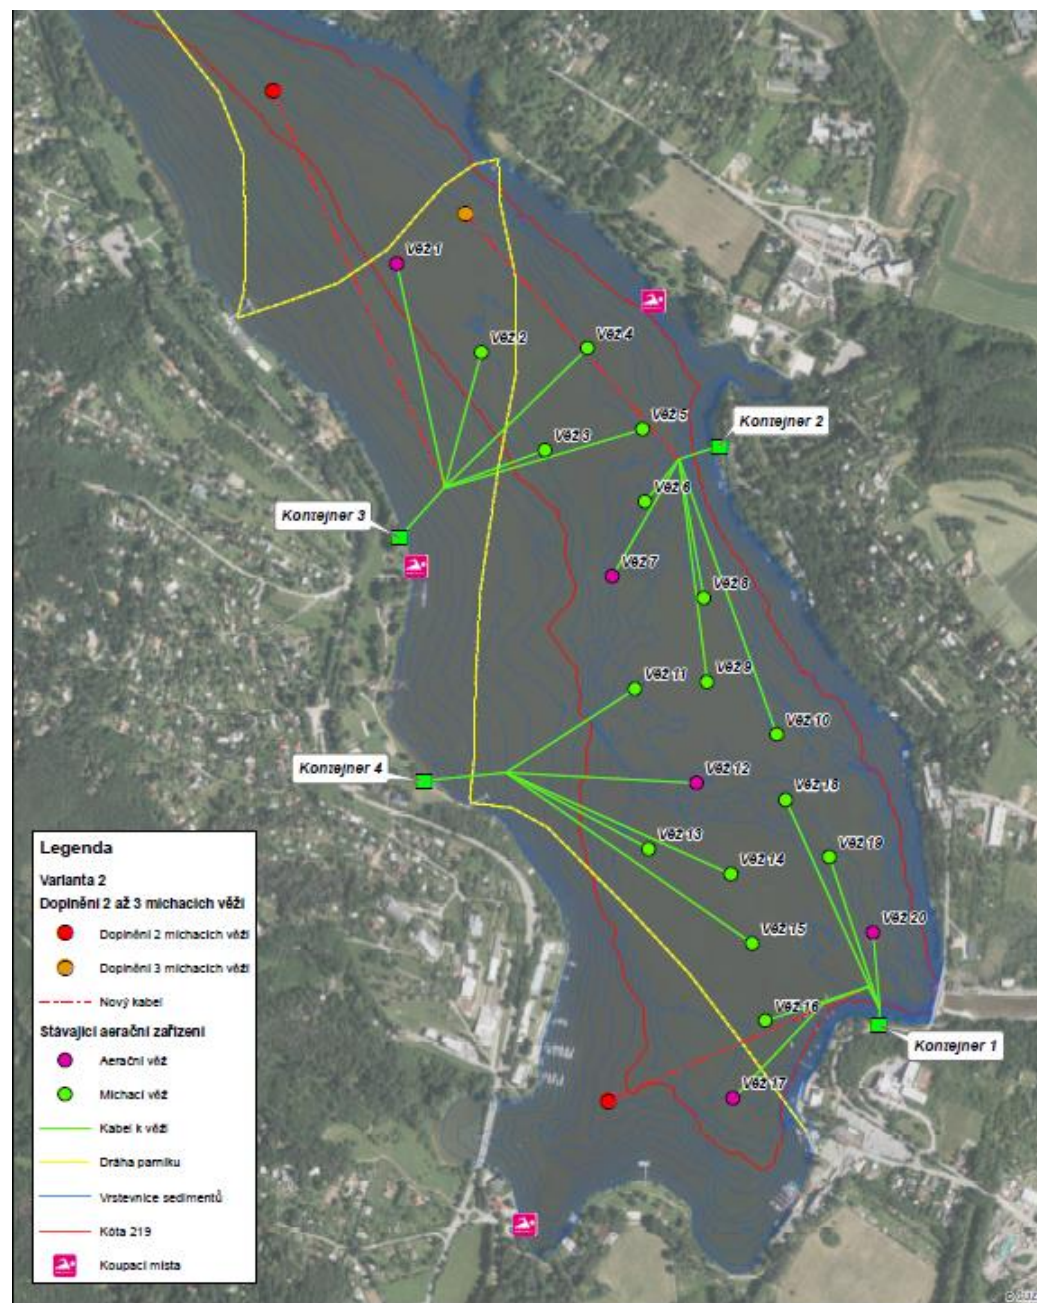 Věž 1
Věž 2
Věž 4
Věž 5
Kontejner 2
Věž 3
Věž 6
Kontejner 3
Věž 7
Věž 8
Věž 11
Věž 9
Věž 10
Kontejner 4
Věž 12
Věž 18
Věž 13
Věž 14
Věž 19
Věž 20
Věž 15
Věž 16
Kontejner 1
Věž 17
Legenda
Varianta 2
Doplnění 2 až 3 míchacích věží
Doplnění 2 míchacích věží
Doplnění 3 míchacích věží
Nový kabel
Stávající aerační zařízení
Aerační věž
Míchací věž
Kabel k věži
Dráha parníku
Vrstevnice sedimentů
Kóta 219
Koupací místa